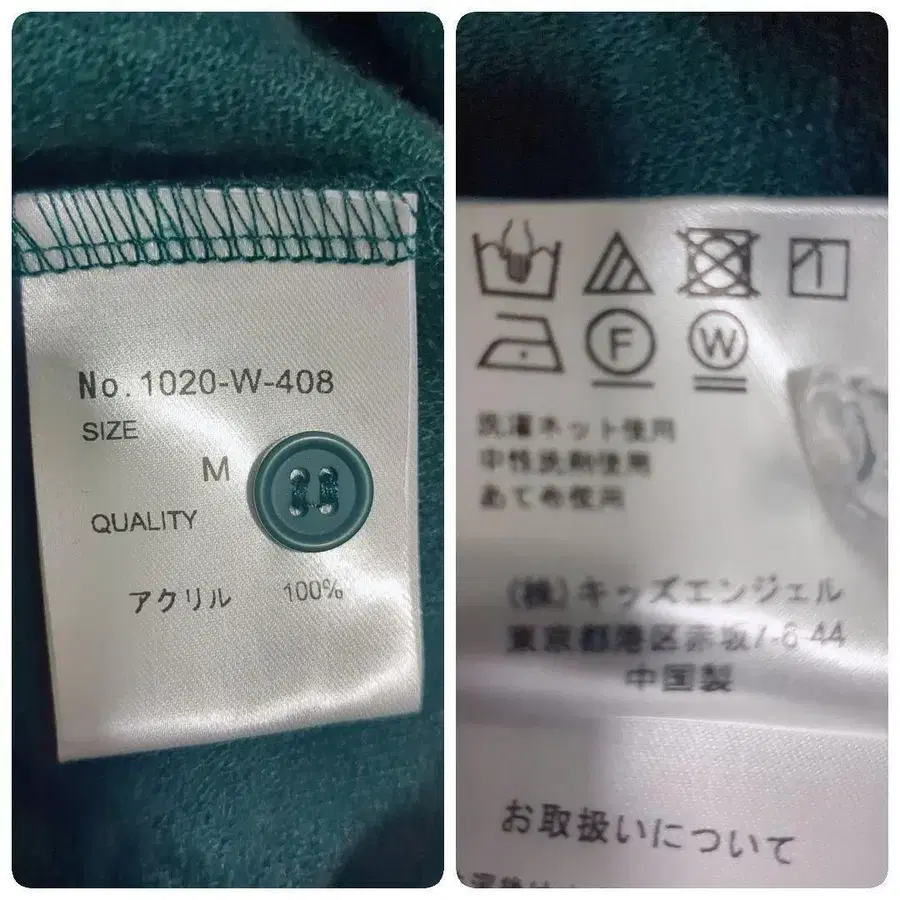 No.1020-W-408
SIZE
M
QUALITY
アクリル 100%
F W
洗濯ネット使用
中性洗剤使用
あて布使用
(株)キッズエンジェル
東京都港区赤坂7-6-44
中国製
お取扱いについて